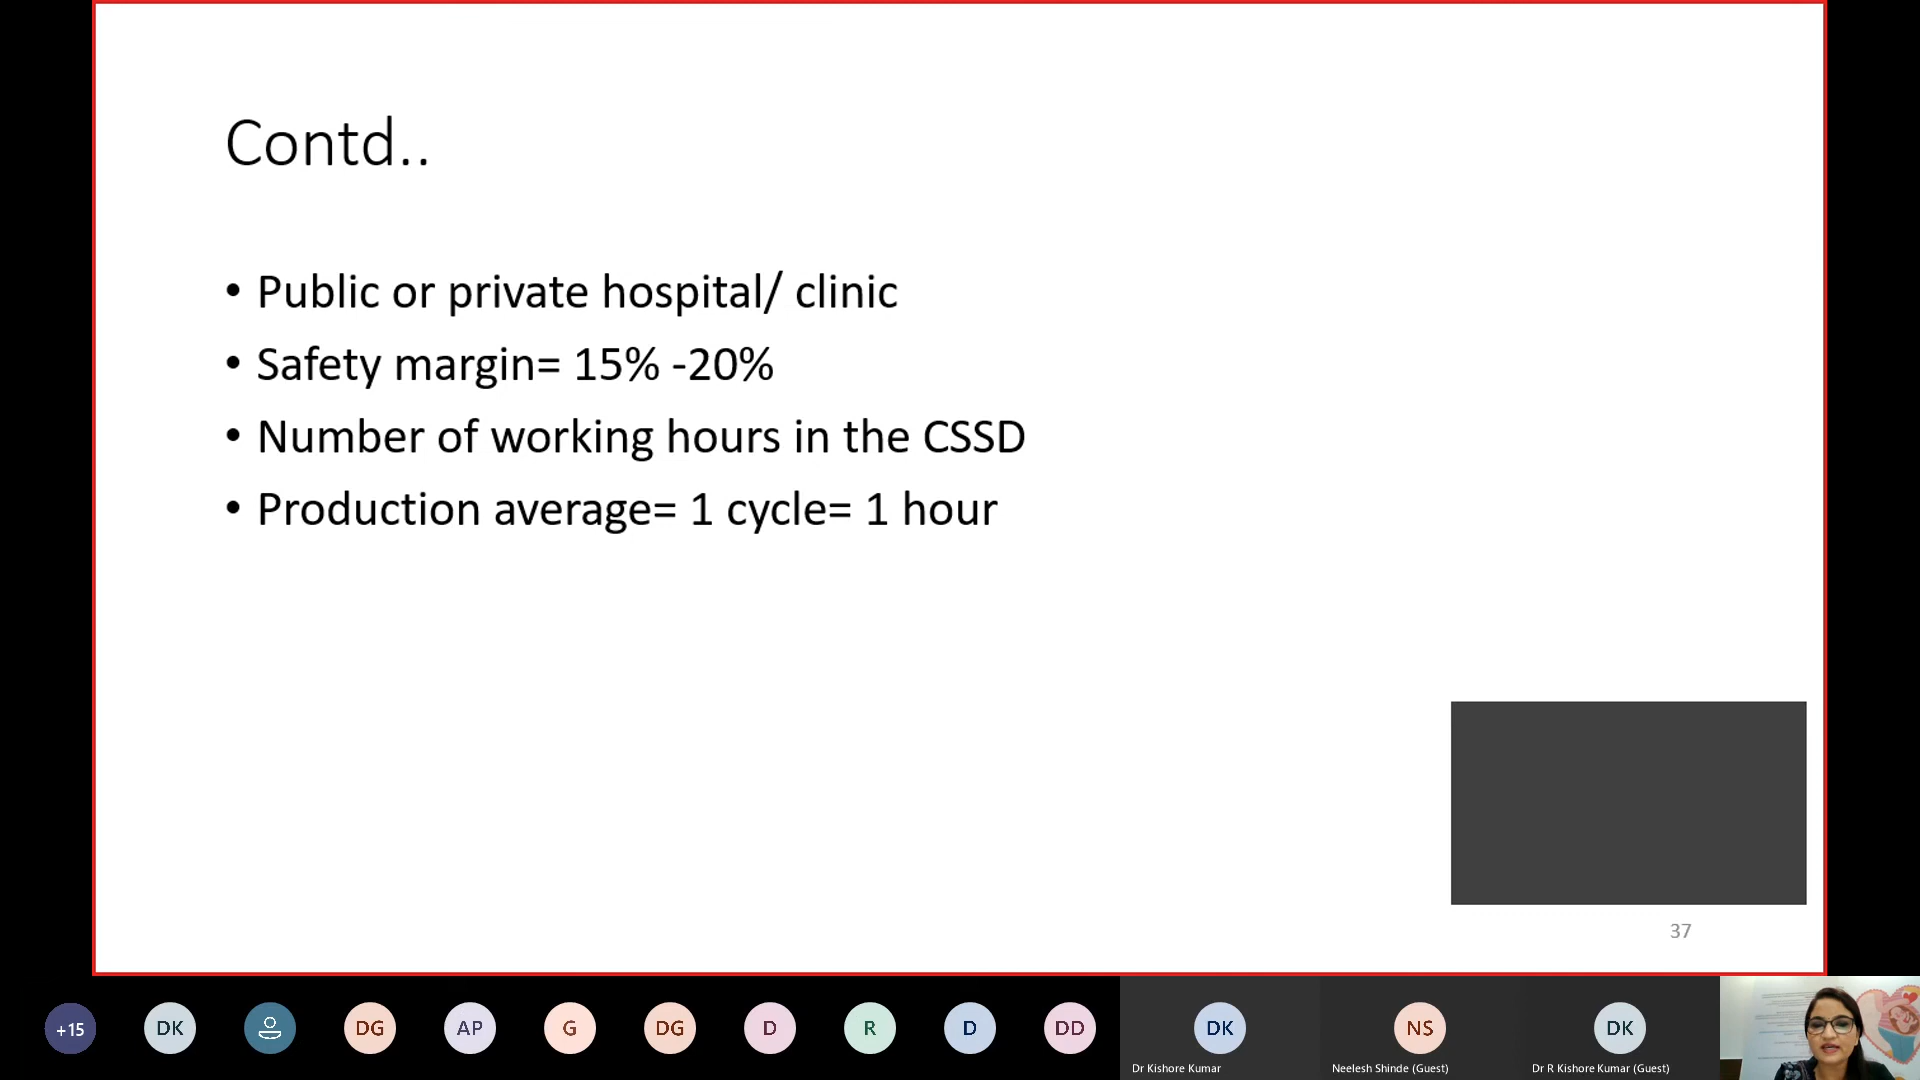 Contd..
• Public or private hospital/ clinic
• Safety margin= 15% -20%
• Number of working hours in the CSSD
• Production average= 1 cycle= 1 hour
37
+15
DK
DG
AP
G
DG
D
R
D
DD
DK
NS
DK
Dr Kishore Kumar
Neelesh Shinde (Guest)
Dr R Kishore Kumar (Guest)